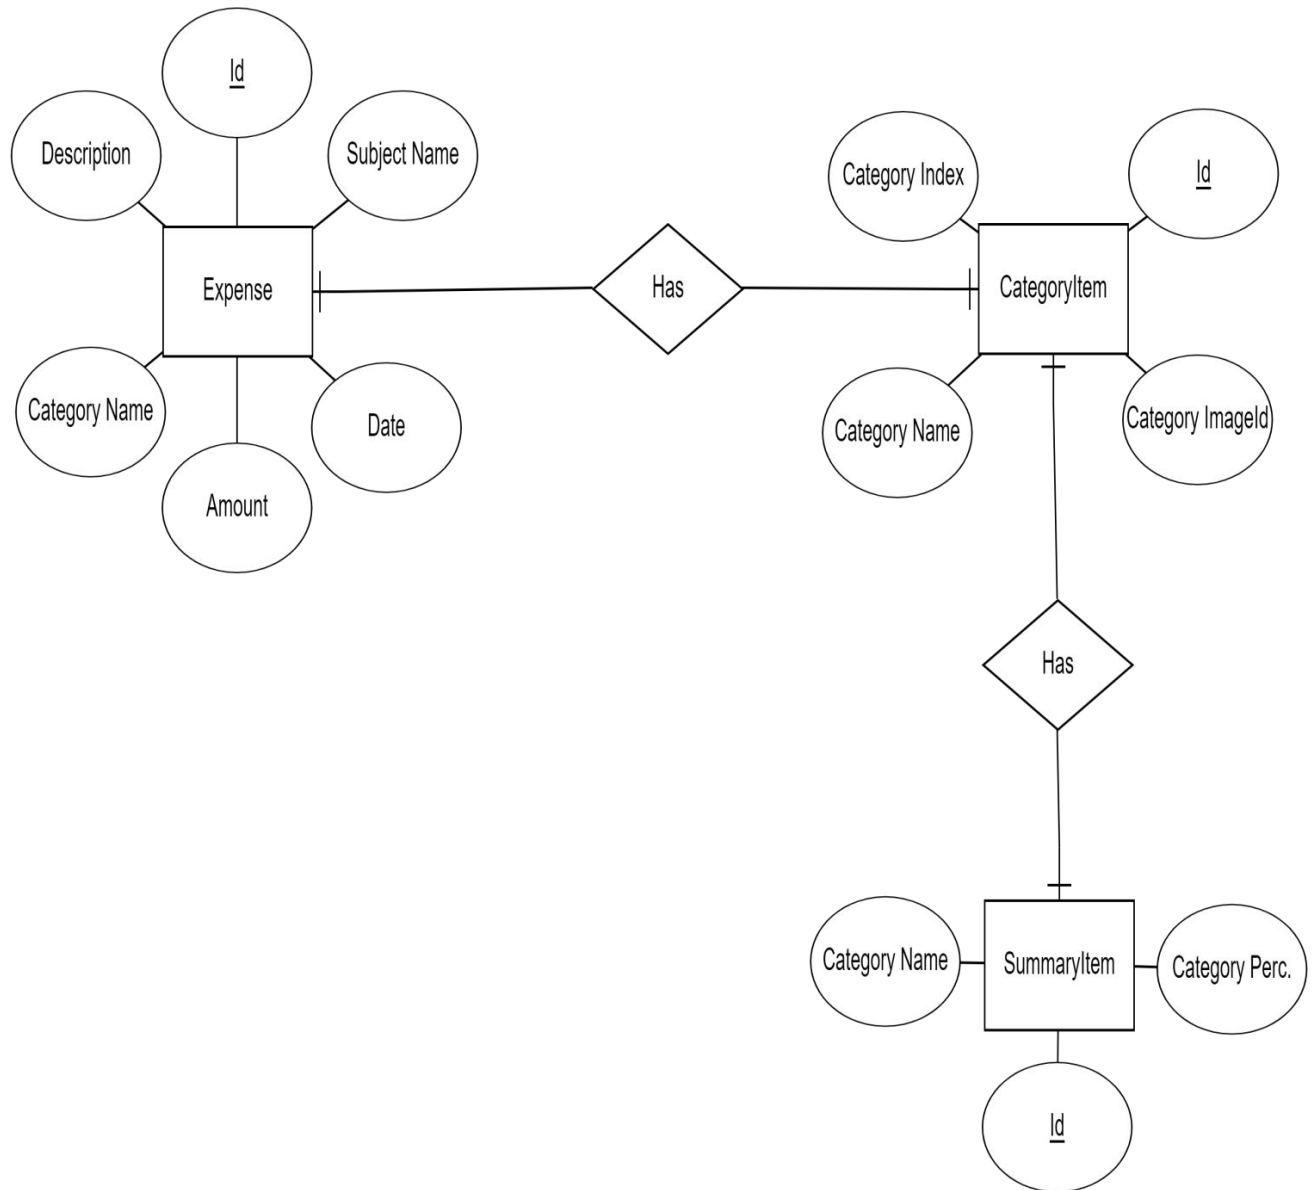 Id
Description
Subject Name
Expense
Category Name
Amount
Date
Has
Category Index
Id
CategoryItem
Category Name
Category ImageId
Has
Category Name
SummaryItem
Category Perc.
Id